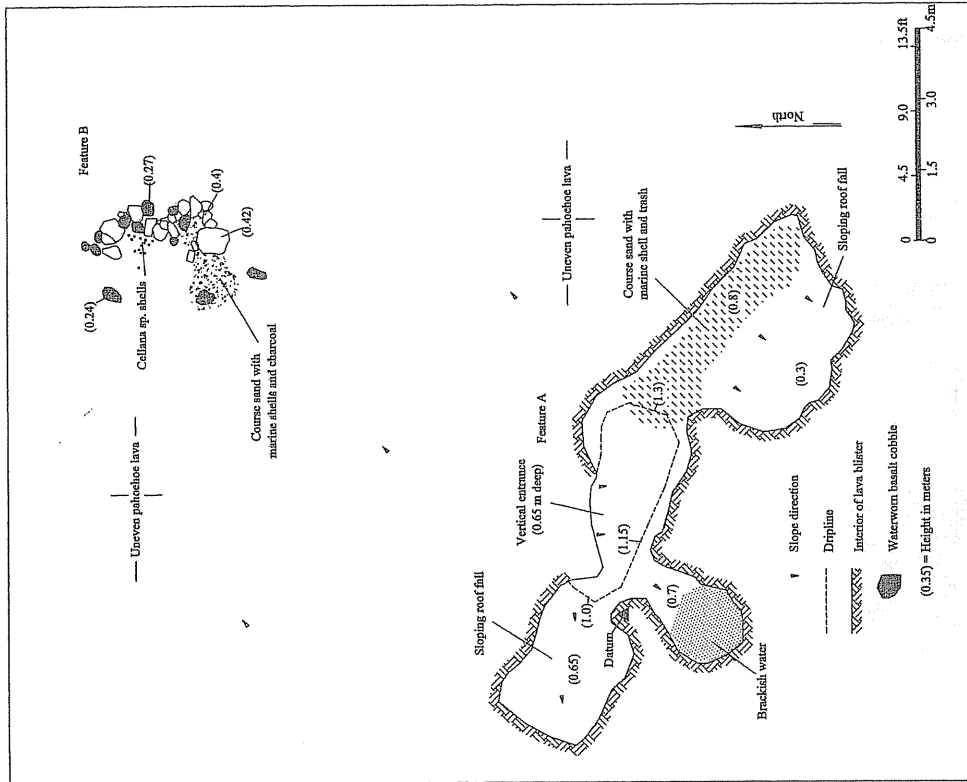 Feature B
(0.24)
(0.27)
Cellana sp. shells
(0.4)
(0.42)
Course sand with
marine shells and charcoal
Uneven pahoehoe lava
Uneven pahoehoe lava
North
Feature A
Vertical entrance
(0.65 m deep)
Course sand with
marine shell and trash
Sloping roof fall
(0.65)
(1.0)
(1.15)
(1.3)
(0.8)
Datum
(0.7)
(0.3)
Brackish water
Sloping roof fall
Slope direction
Dripline
Interior of lava blister
Waterworn basalt cobble
(0.35) = Height in meters
0 4.5 9.0 13.5ft
0 1.5 3.0 4.5m